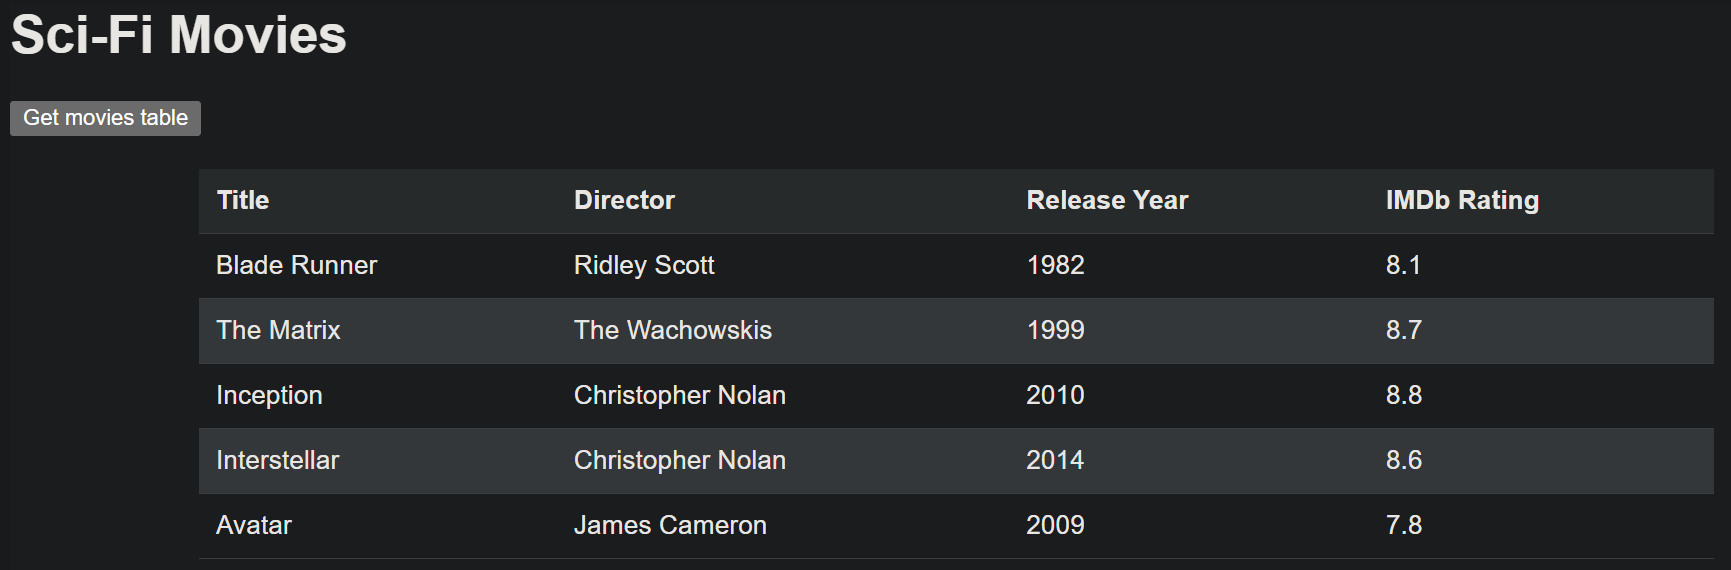 Sci-Fi Movies
Get movies table
Title Director Release Year IMDb Rating
Blade Runner Ridley Scott 1982 8.1
The Matrix The Wachowskis 1999 8.7
Inception Christopher Nolan 2010 8.8
Interstellar Christopher Nolan 2014 8.6
Avatar James Cameron 2009 7.8